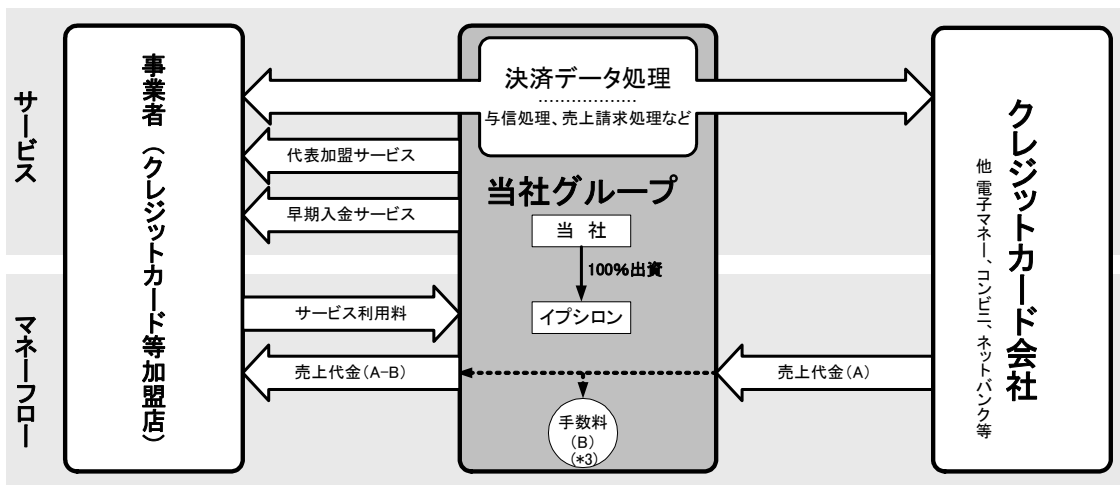 サービス
マネーフロー
事業者（クレジットカード等加盟店）
決済データ処理
与信処理、売上請求処理など
代表加盟サービス
早期入金サービス
当社グループ
当 社
100%出資
イプシロン
サービス利用料
売上代金（A-B）
売上代金（A）
手数料
（B）
（*3）
クレジットカード会社
他 電子マネー、コンビニ、ネットバンク等